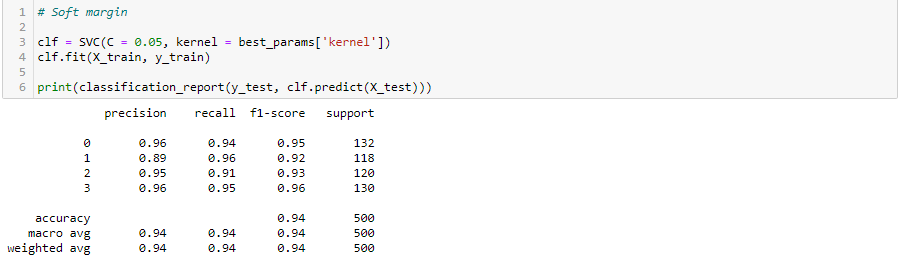 1 # Soft margin
2
3 clf = SVC(C = 0.05, kernel = best_params['kernel'])
4 clf.fit(X_train, y_train)
5
6 print(classification_report(y_test, clf.predict(X_test)))
precision recall f1-score support
0 0.96 0.94 0.95 132
1 0.89 0.96 0.92 118
2 0.95 0.91 0.93 120
3 0.96 0.95 0.96 130
accuracy 0.94 500
macro avg 0.94 0.94 0.94 500
weighted avg 0.94 0.94 0.94 500